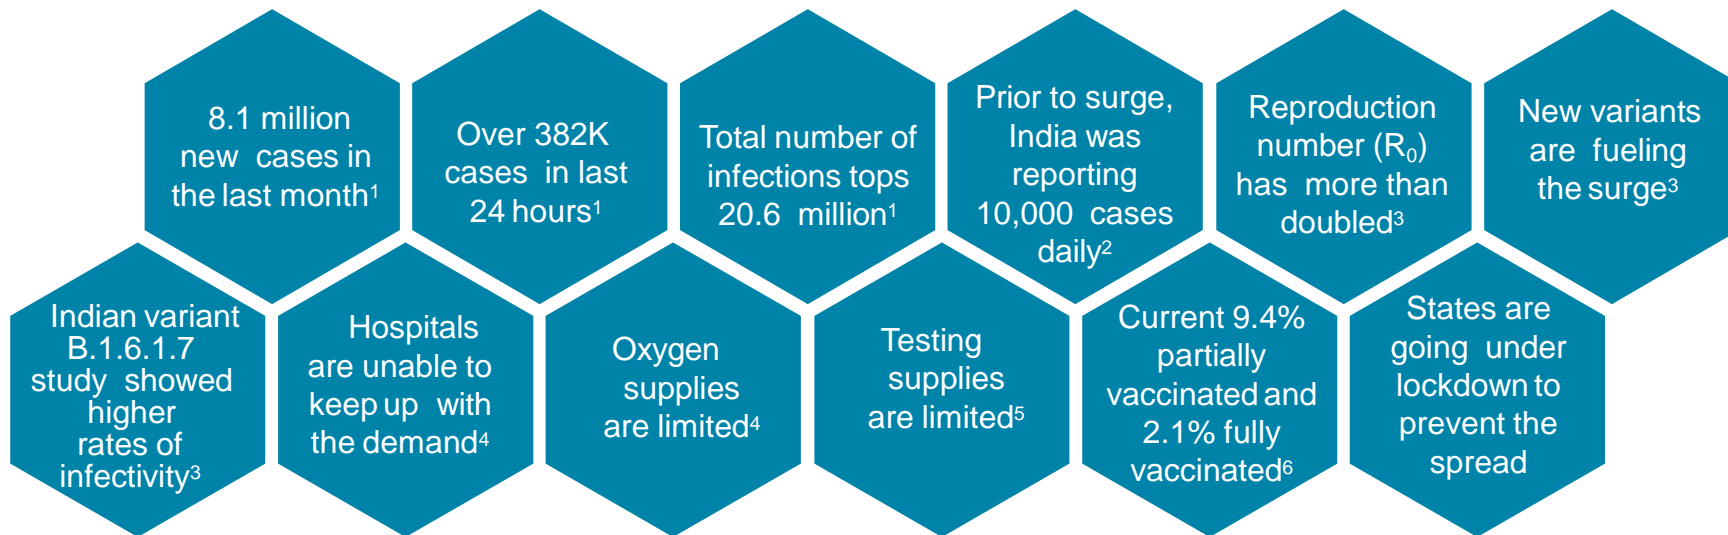 8.1 million
new cases in
the last month¹
Over 382K
cases in last
24 hours¹
Total number of
infections tops
20.6 million¹
Prior to surge,
India was
reporting
10,000 cases
daily²
Reproduction
number (R₀)
has more than
doubled³
New variants
are fueling
the surge³
Indian variant
B.1.6.1.7
study showed
higher
rates of
infectivity³
Hospitals
are unable to
keep up with
the demand⁴
Oxygen
supplies
are limited⁴
Testing
supplies
are limited⁵
Current 9.4%
partially
vaccinated and
2.1% fully
vaccinated⁶
States are
going under
lockdown to
prevent the
spread